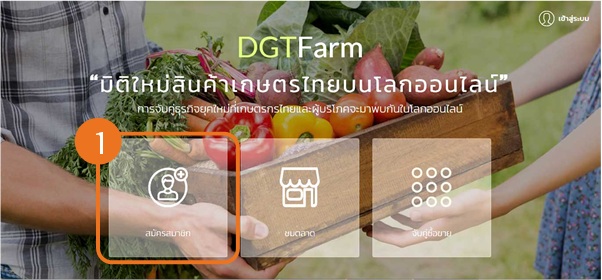 เข้าสู่ระบบ
DGTFarm
“มิติใหม่สินค้าเกษตรไทยบนโลกออนไลน์”
การจับคู่ธุรกิจยุคใหม่ที่เกษตรกรไทยและผู้บริโภคจะมาพบกันในโลกออนไลน์
1
สมัครสมาชิก
ชมตลาด
จับคู่ซื้อขาย